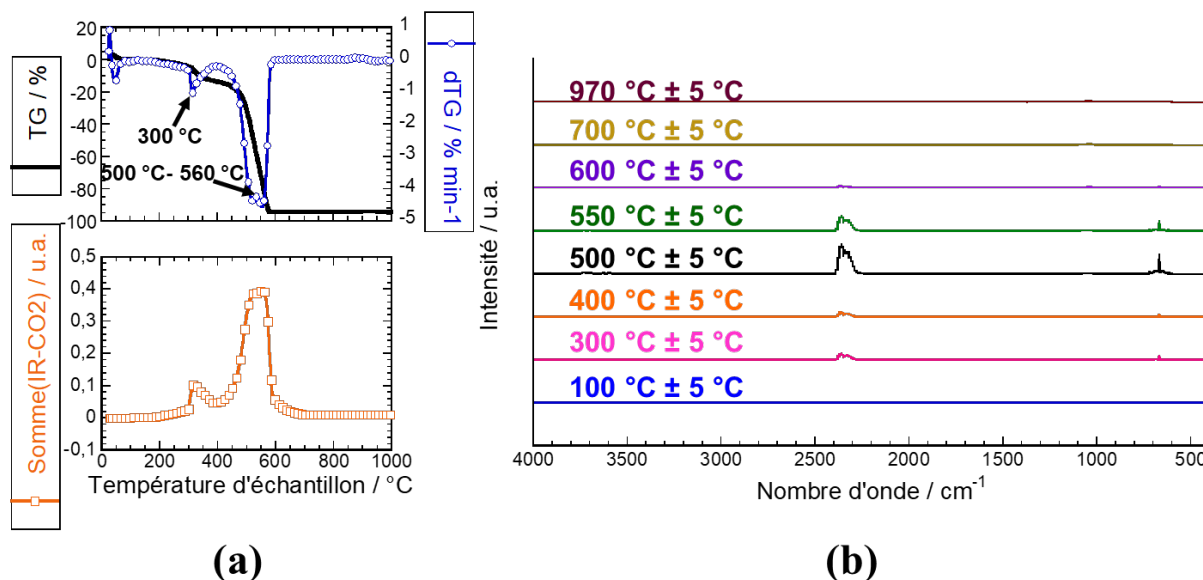 TG / %
20
0
-20
-40
-60
-80
-100
1
0
-1
-2
-3
-4
-5
dTG / % min-1
300 °C
500 °C- 560 °C
Somme(IR-CO2) / u.a.
0,5
0,4
0,3
0,2
0,1
0
-0,1
0 200 400 600 800 1000
Température d'échantillon / °C
(a)
Intensité / u.a.
970 °C ± 5 °C
700 °C ± 5 °C
600 °C ± 5 °C
550 °C ± 5 °C
500 °C ± 5 °C
400 °C ± 5 °C
300 °C ± 5 °C
100 °C ± 5 °C
4000 3500 3000 2500 2000 1500 1000 500
Nombre d'onde / cm-1
(b)